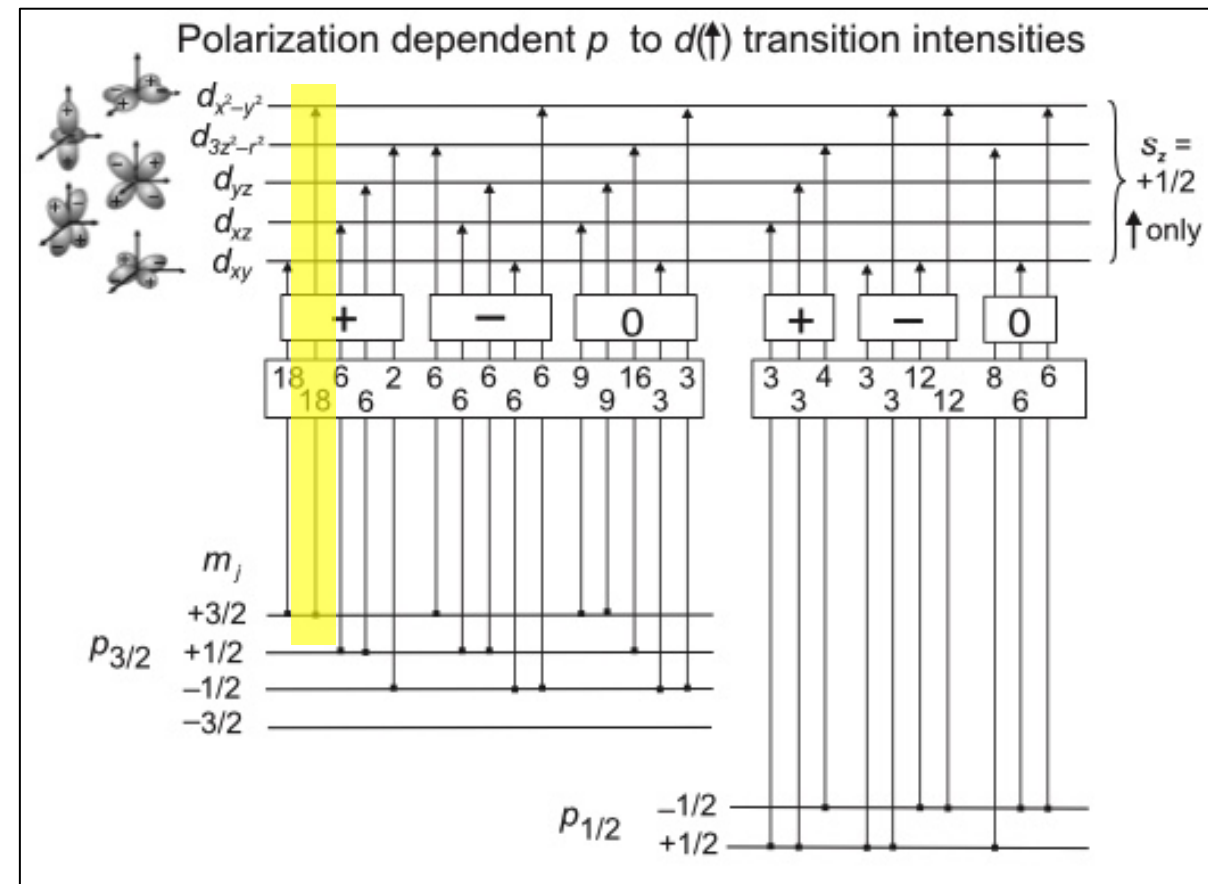 Polarization dependent p to d(↑) transition intensities
d_{x²−y²}
d_{3z²−r²}
d_{yz}
d_{xz}
d_{xy}
s_z =
+1/2
↑ only
+ − 0 + − 0
18 6 2 6 6 6 9 16 3 3 4 3 12 8 6
18 6 6 6 9 3 3 3 12 6
m_j
p_{3/2}
+3/2
+1/2
−1/2
−3/2
p_{1/2}
−1/2
+1/2